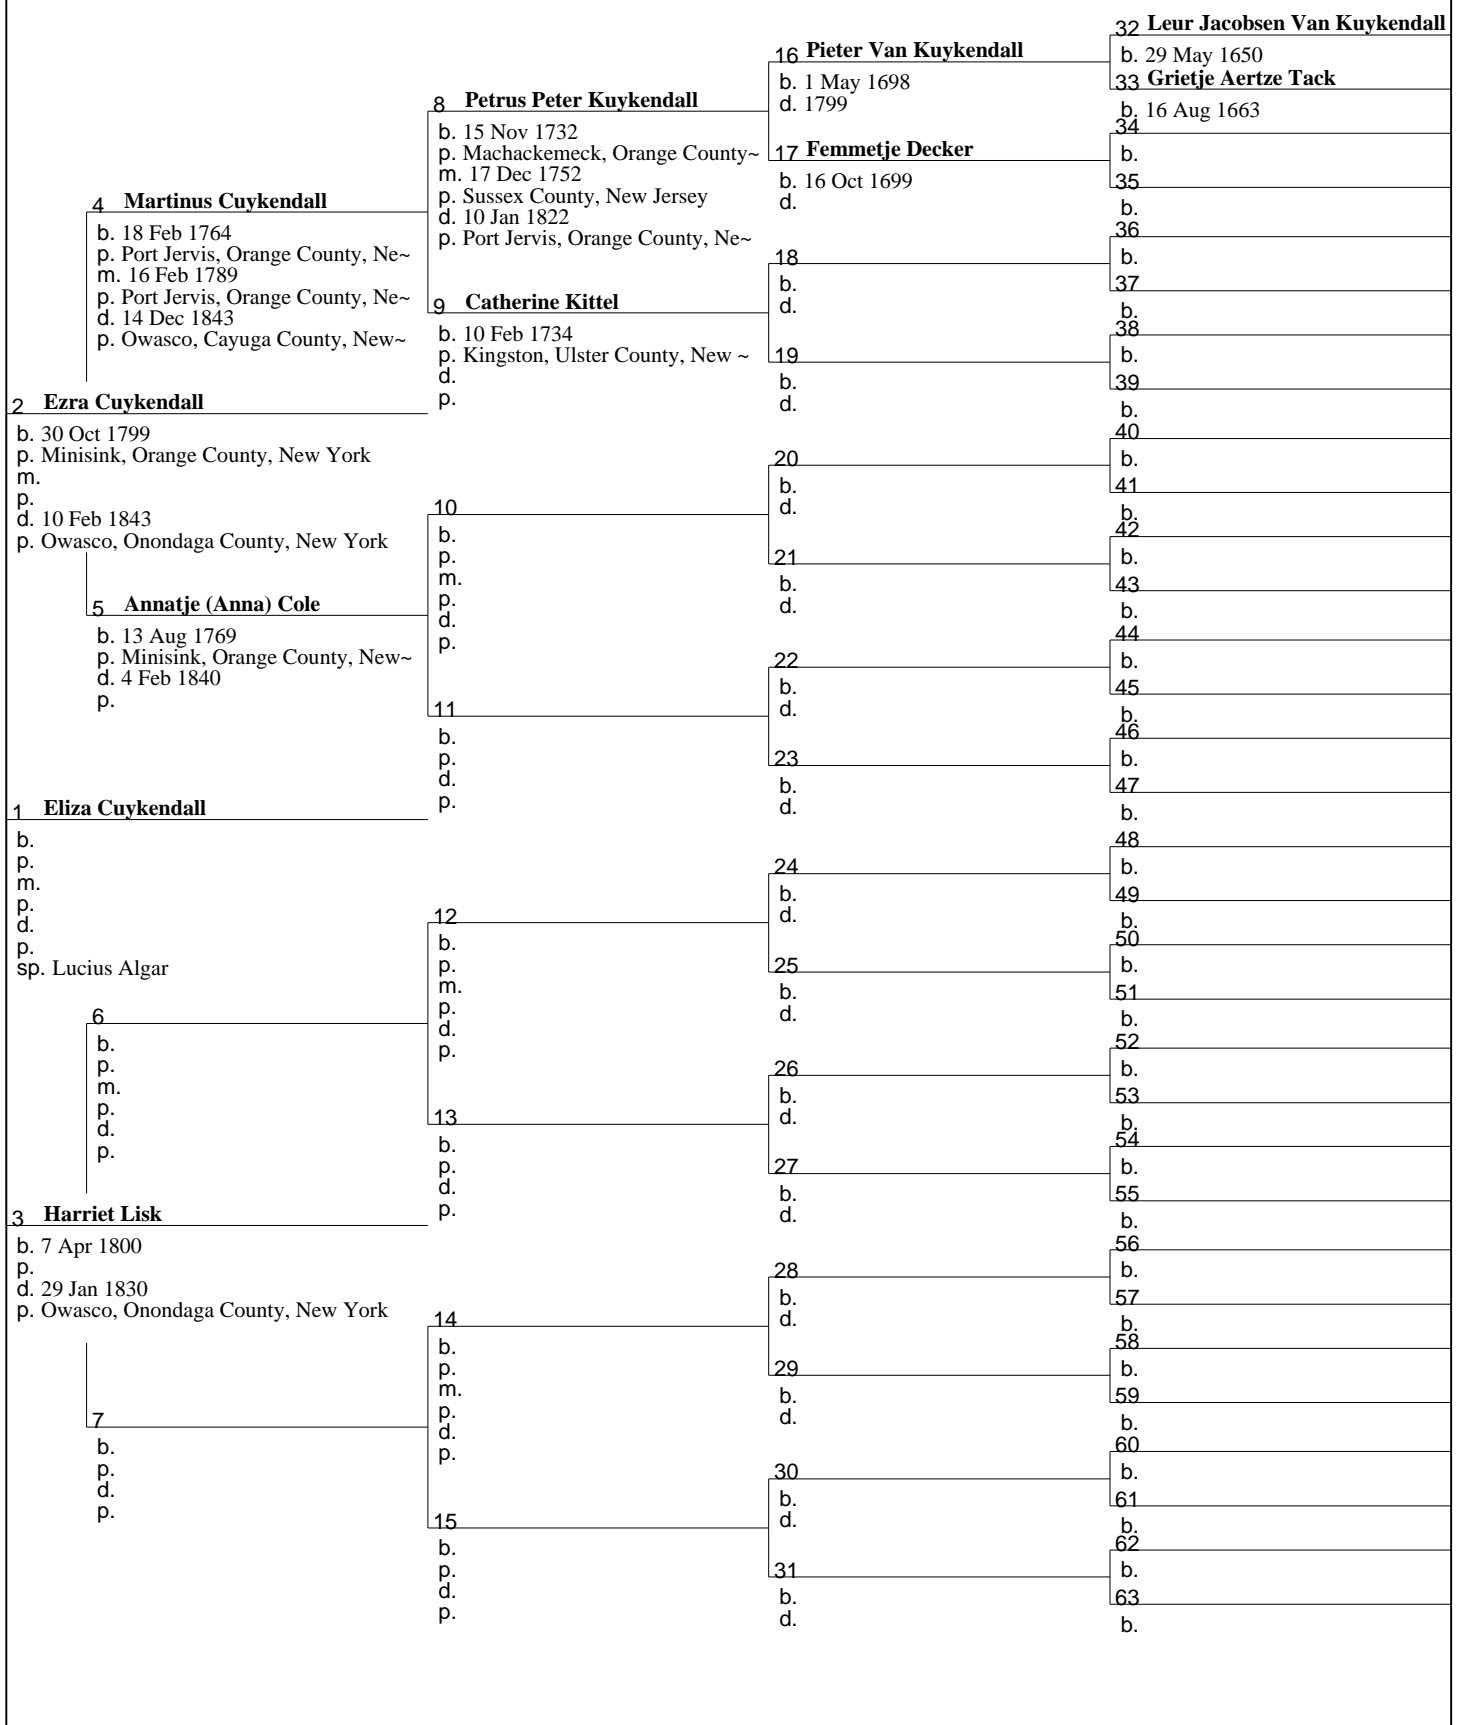 32 Leur Jacobsen Van Kuykendall
b. 29 May 1650
16 Pieter Van Kuykendall
b. 1 May 1698
d. 1799
33 Grietje Aertze Tack
b. 16 Aug 1663
8 Petrus Peter Kuykendall
b. 15 Nov 1732
p. Machackemeck, Orange County~
m. 17 Dec 1752
p. Sussex County, New Jersey
d. 10 Jan 1822
p. Port Jervis, Orange County, Ne~
34
b.
17 Femmetje Decker
b. 16 Oct 1699
d.
35
b.
4 Martinus Cuykendall
b. 18 Feb 1764
p. Port Jervis, Orange County, Ne~
m. 16 Feb 1789
p. Port Jervis, Orange County, Ne~
d. 14 Dec 1843
p. Owasco, Cayuga County, New~
36
b.
18
b.
d.
37
b.
9 Catherine Kittel
b. 10 Feb 1734
p. Kingston, Ulster County, New ~
d.
p.
38
b.
19
b.
d.
39
b.
2 Ezra Cuykendall
b. 30 Oct 1799
p. Minisink, Orange County, New York
m.
p.
d. 10 Feb 1843
p. Owasco, Onondaga County, New York
40
b.
20
b.
d.
41
b.
10
b.
p.
m.
p.
d.
p.
42
b.
21
b.
d.
43
b.
5 Annatje (Anna) Cole
b. 13 Aug 1769
p. Minisink, Orange County, New~
d. 4 Feb 1840
p.
44
b.
22
b.
d.
45
b.
11
b.
p.
d.
p.
46
b.
23
b.
d.
47
b.
1 Eliza Cuykendall
b.
p.
m.
p.
d.
p.
sp. Lucius Algar
48
b.
24
b.
d.
49
b.
12
b.
p.
m.
p.
d.
p.
50
b.
25
b.
d.
51
b.
6
b.
p.
m.
p.
d.
p.
52
b.
26
b.
d.
53
b.
13
b.
p.
d.
p.
54
b.
27
b.
d.
55
b.
3 Harriet Lisk
b. 7 Apr 1800
p.
d. 29 Jan 1830
p. Owasco, Onondaga County, New York
56
b.
28
b.
d.
57
b.
14
b.
p.
m.
p.
d.
p.
58
b.
29
b.
d.
59
b.
7
b.
p.
d.
p.
60
b.
30
b.
d.
61
b.
15
b.
p.
d.
p.
62
b.
31
b.
d.
63
b.